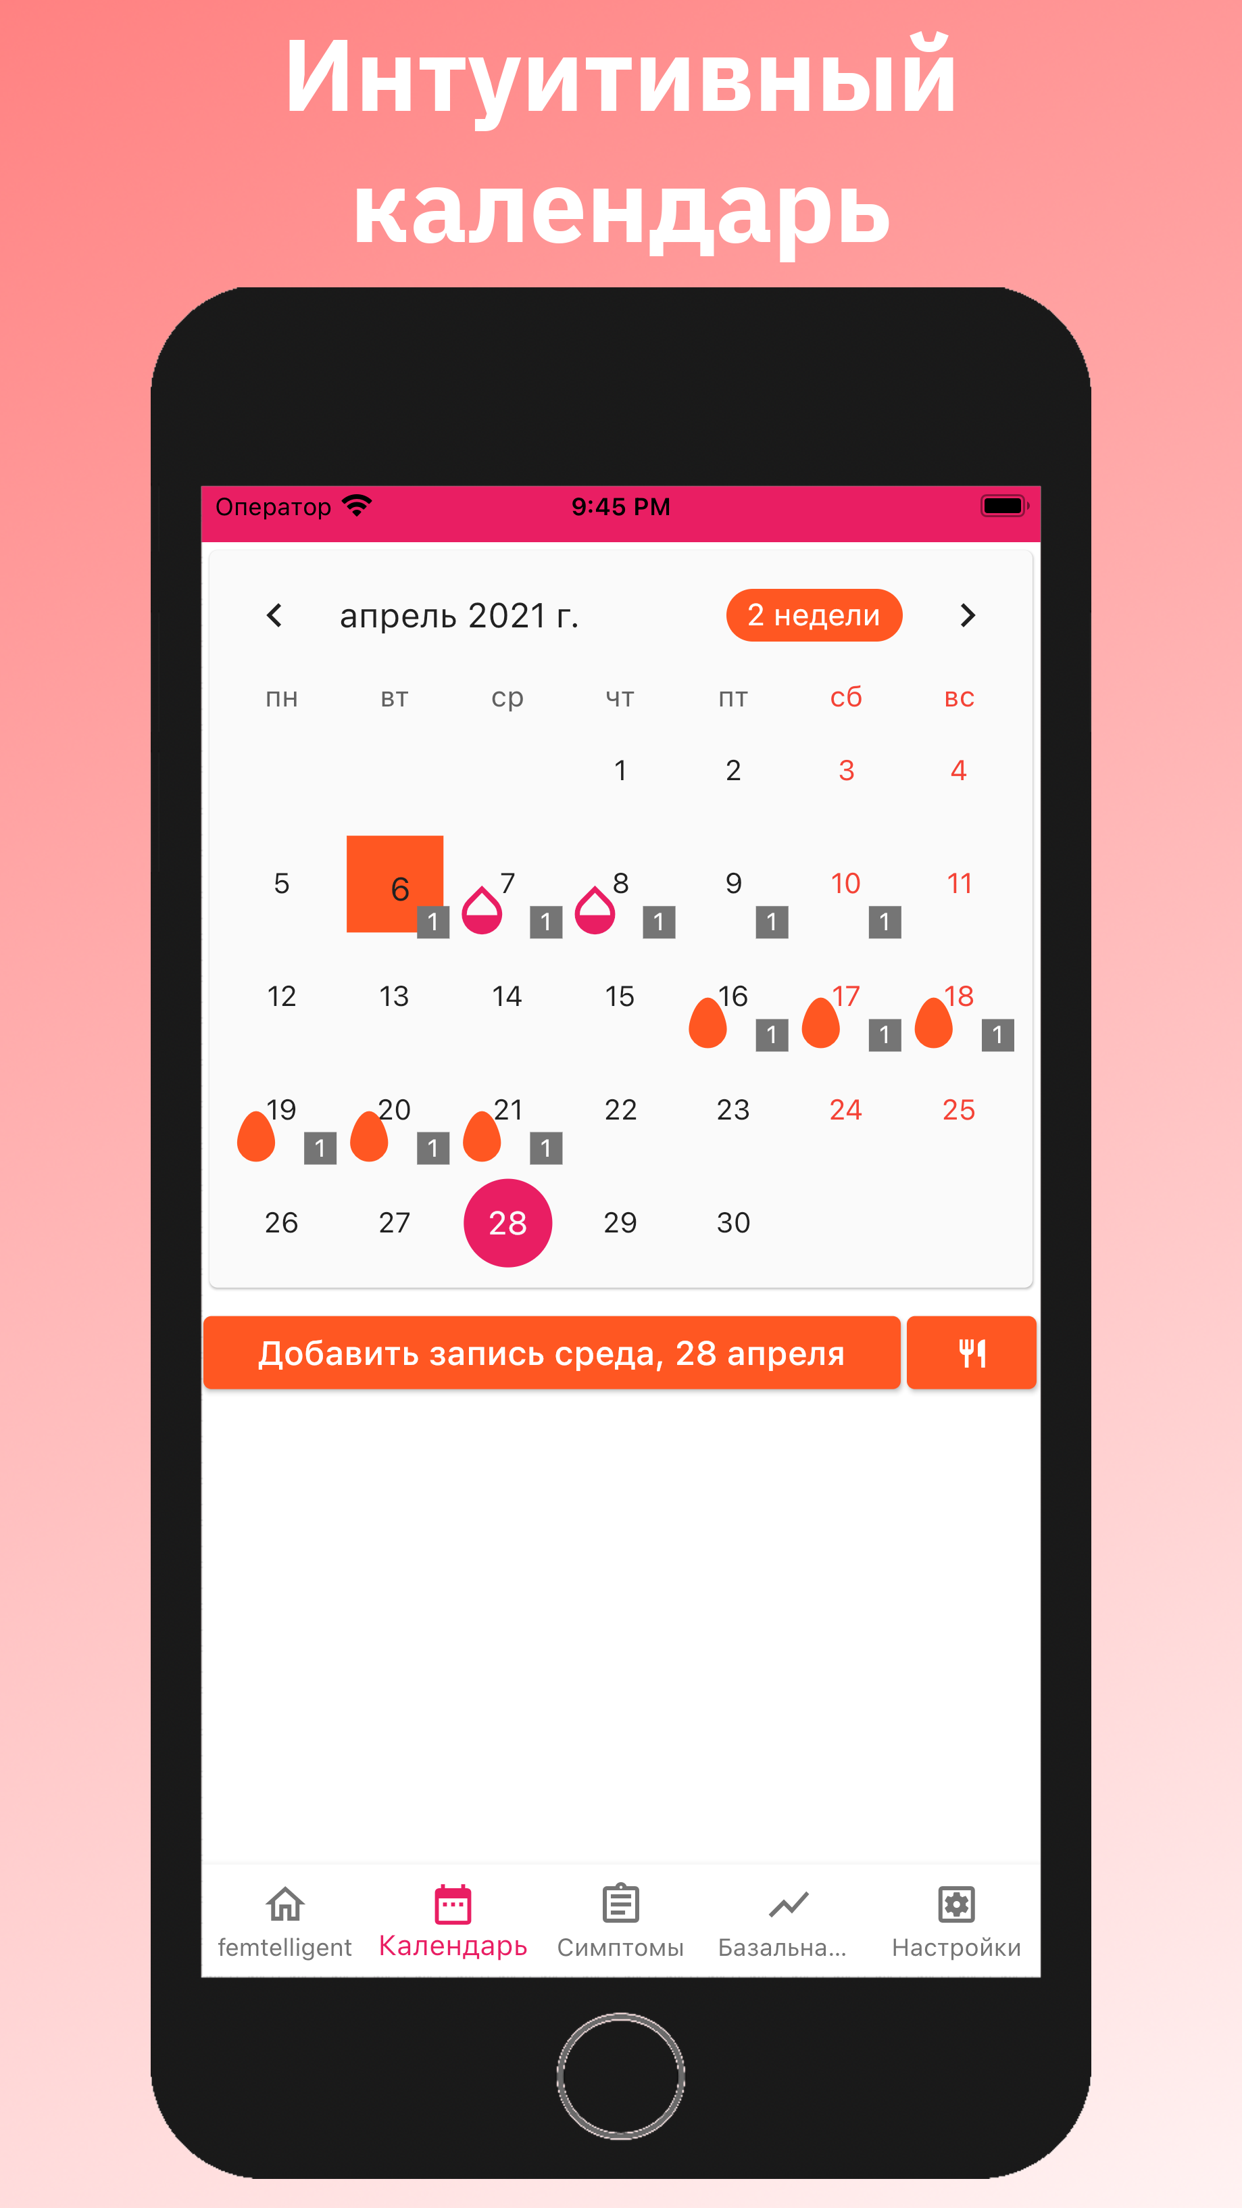 Интуитивный
календарь
Оператор 9:45 PM
апрель 2021 г. 2 недели
пн вт ср чт пт сб вс
1 2 3 4
5 6 7 8 9 10 11
1 1 1 1 1
12 13 14 15 16 17 18
1 1 1
19 20 21 22 23 24 25
1 1 1
26 27 28 29 30
Добавить запись среда, 28 апреля
femtelligent Календарь Симптомы Базальна... Настройки